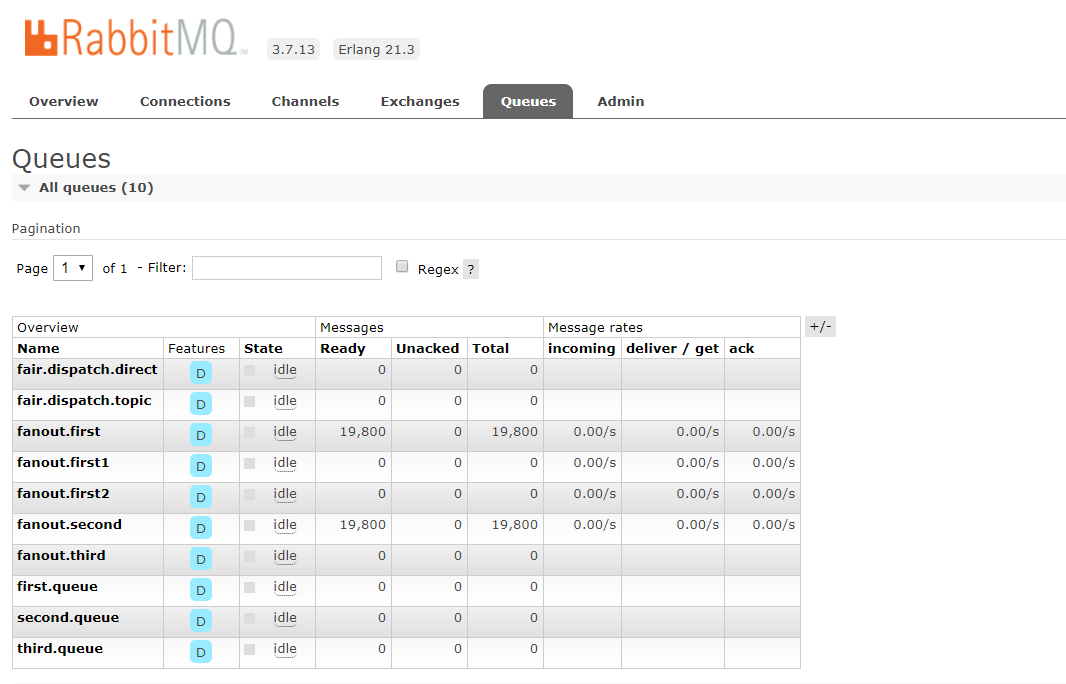 RabbitMQ TM 3.7.13 Erlang 21.3
Overview Connections Channels Exchanges Queues Admin
Queues
All queues (10)
Pagination
Page 1 of 1 - Filter: Regex ?
Overview Messages Message rates +/-
Name Features State Ready Unacked Total incoming deliver / get ack
fair.dispatch.direct D idle 0 0 0
fair.dispatch.topic D idle 0 0 0
fanout.first D idle 19,800 0 19,800 0.00/s 0.00/s 0.00/s
fanout.first1 D idle 0 0 0 0.00/s 0.00/s 0.00/s
fanout.first2 D idle 0 0 0 0.00/s 0.00/s 0.00/s
fanout.second D idle 19,800 0 19,800 0.00/s 0.00/s 0.00/s
fanout.third D idle 0 0 0
first.queue D idle 0 0 0
second.queue D idle 0 0 0
third.queue D idle 0 0 0